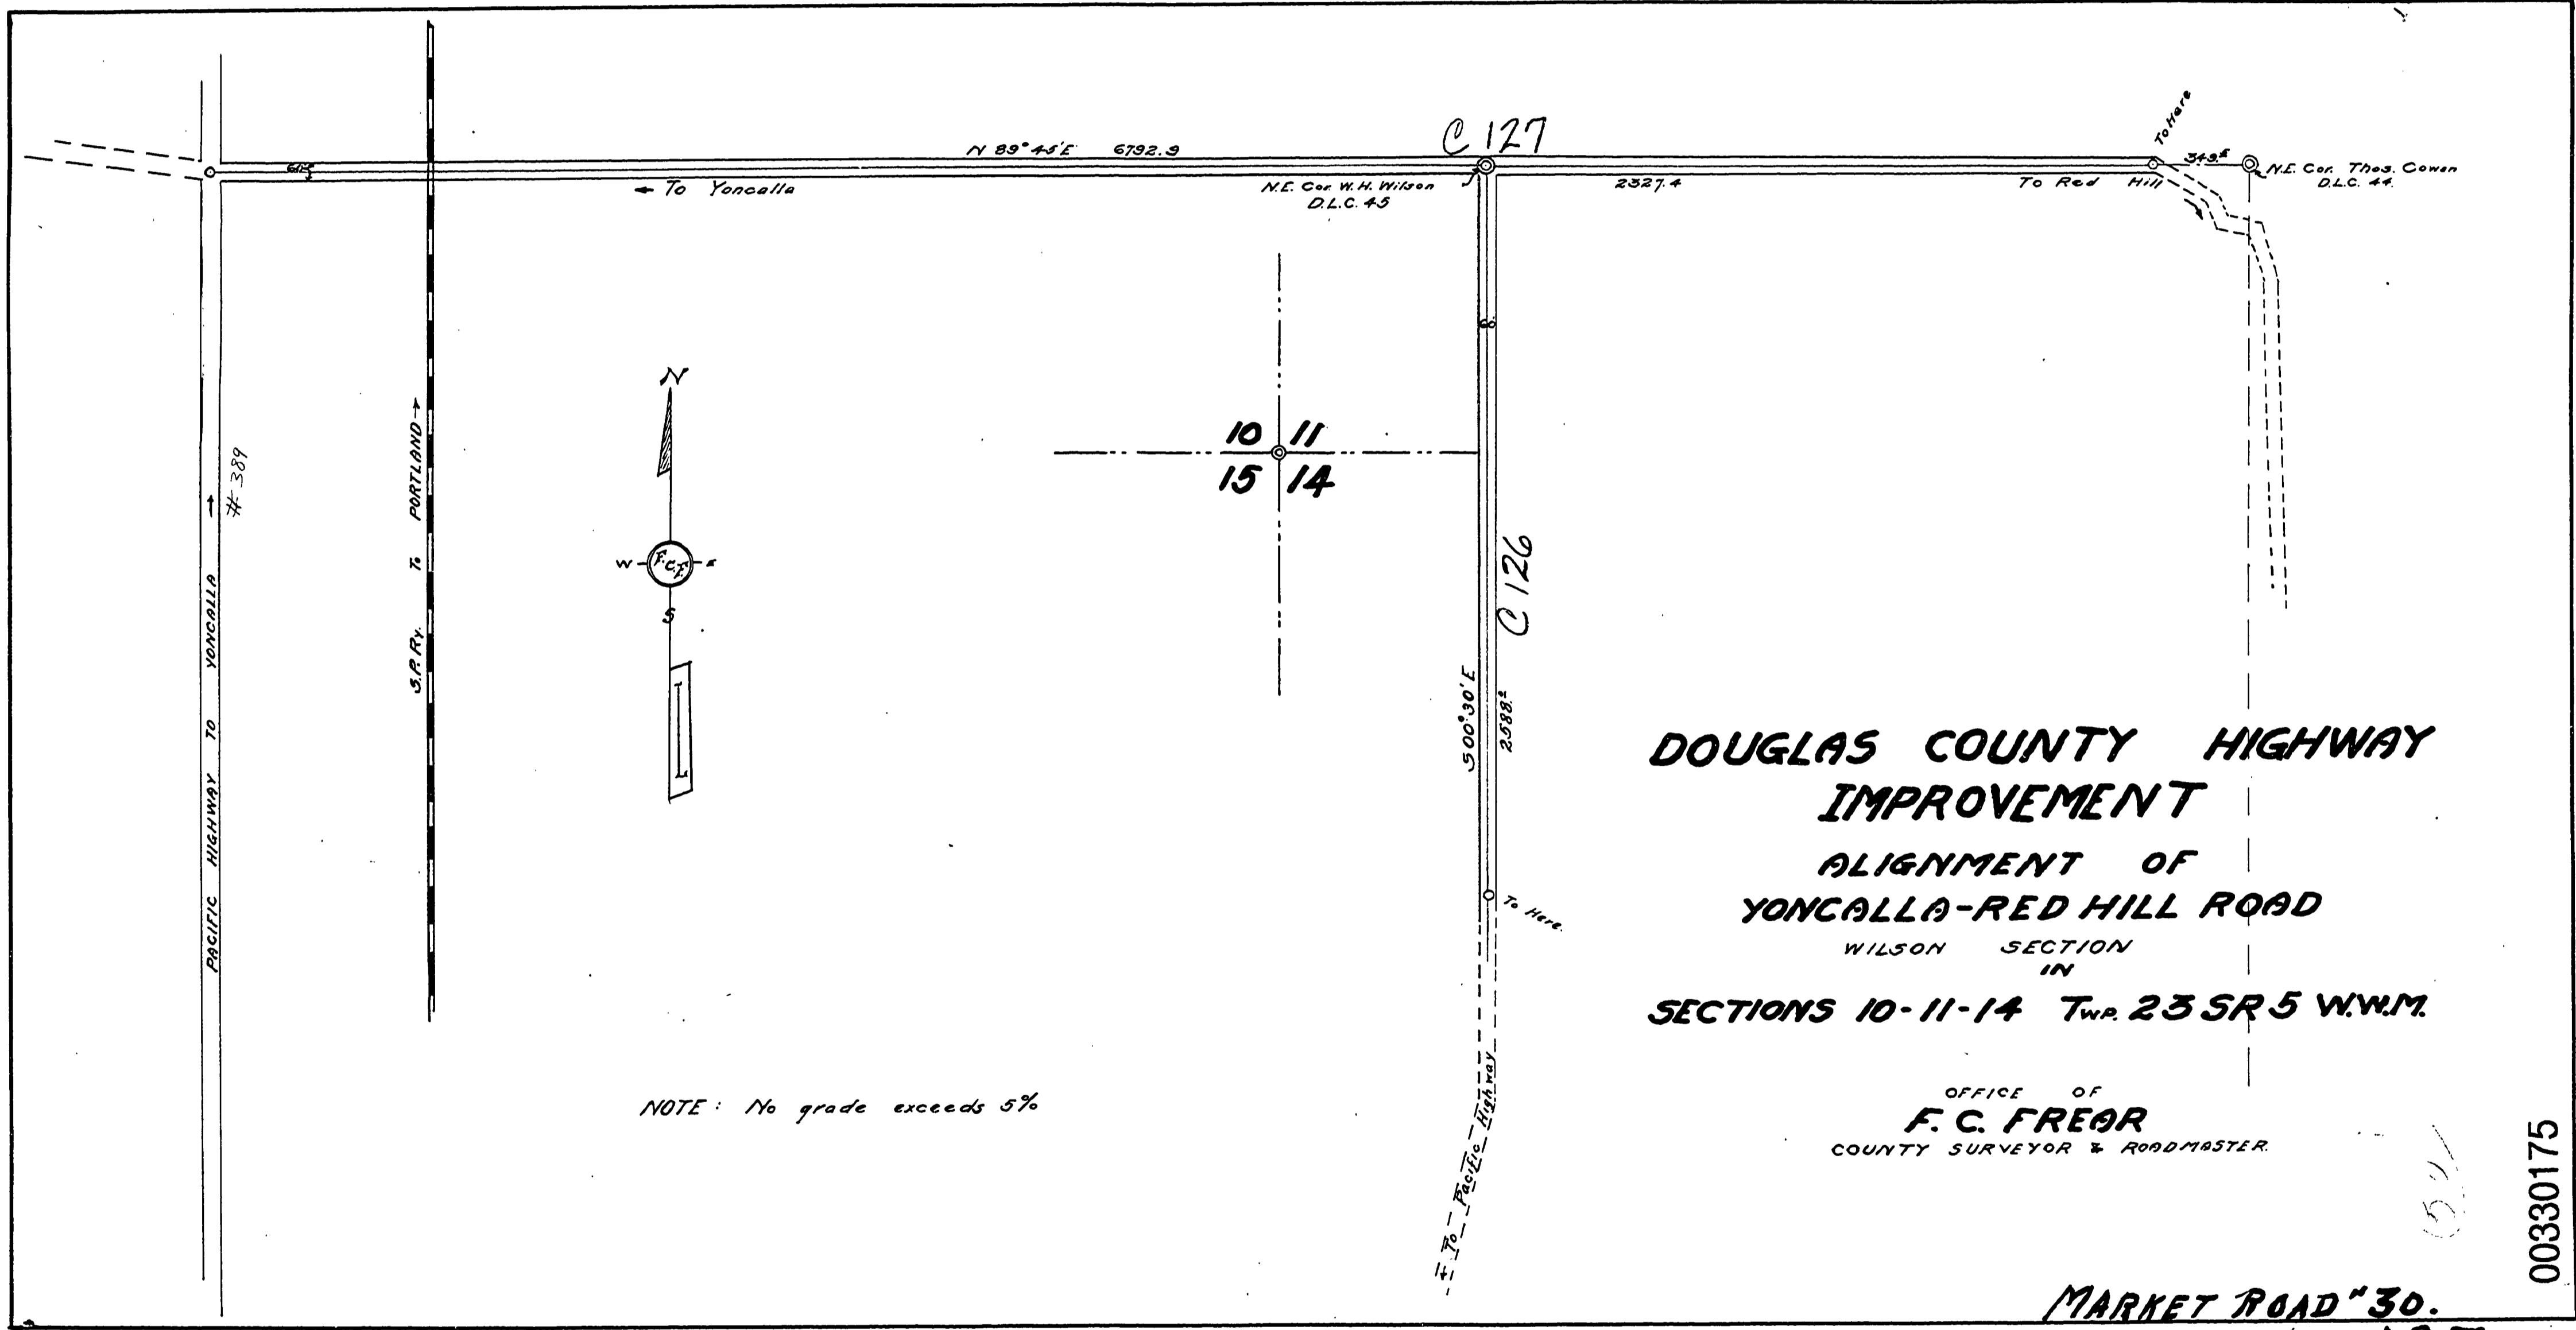 C 127
To Here
N 89° 45' E 6792.9
349.5
N.E. Cor. Thos. Cowan
D.L.C. 44
← To Yoncalla
N.E. Cor W.H. Wilson
D.L.C. 45
2327.4
To Red Hill
60'
N
W F.C.F. E
S
10 11
15 14
# 389
PACIFIC HIGHWAY TO YONCALLA →
S.P. Ry. To PORTLAND →
C 126
S 00° 30' E
2588.±
To Here.
To Pacific Highway
DOUGLAS COUNTY HIGHWAY
IMPROVEMENT
ALIGNMENT OF
YONCALLA-RED HILL ROAD
WILSON SECTION
IN
SECTIONS 10-11-14 Twp. 23 S R 5 W.W.M.
NOTE: No grade exceeds 5%
OFFICE OF
F. C. FREAR
COUNTY SURVEYOR & ROADMASTER.
00330175
MARKET ROAD #30.